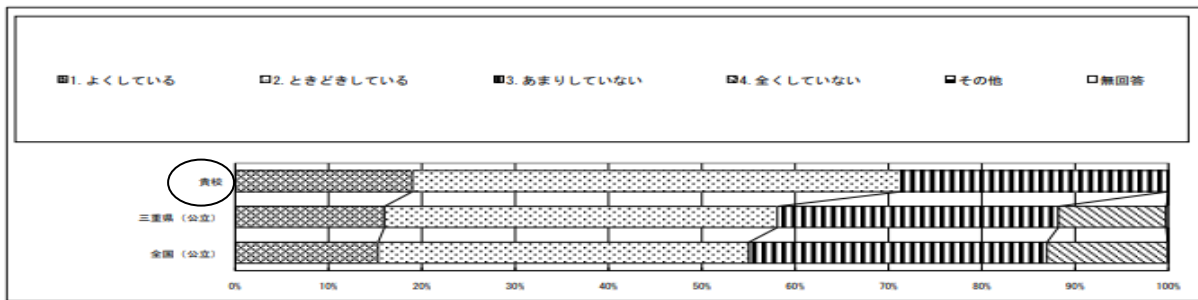 1. よくしている 2. ときどきしている 3. あまりしていない 4. 全くしていない その他 無回答
貴校
三重県（公立）
全国（公立）
0% 10% 20% 30% 40% 50% 60% 70% 80% 90% 100%